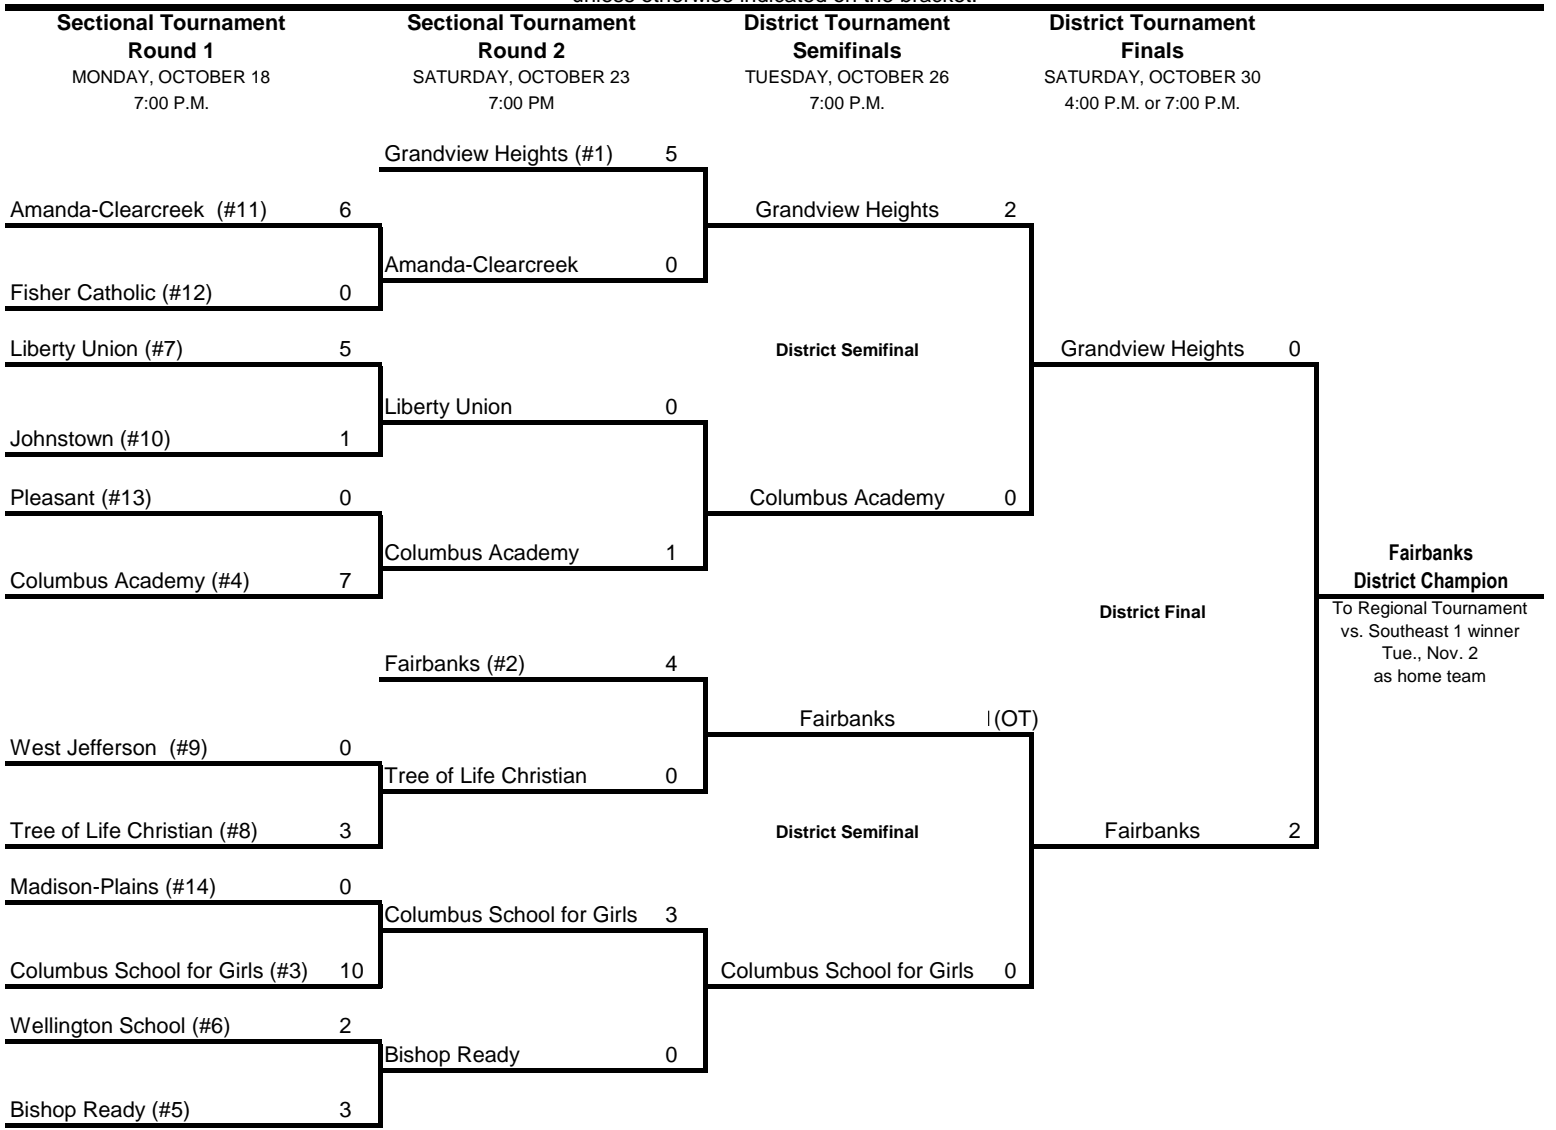 unless otherwise indicated on the bracket.
Sectional Tournament
Round 1
MONDAY, OCTOBER 18
7:00 P.M.
Sectional Tournament
Round 2
SATURDAY, OCTOBER 23
7:00 PM
District Tournament
Semifinals
TUESDAY, OCTOBER 26
7:00 P.M.
District Tournament
Finals
SATURDAY, OCTOBER 30
4:00 P.M. or 7:00 P.M.
Amanda-Clearcreek (#11) 6
Fisher Catholic (#12) 0
Liberty Union (#7) 5
Johnstown (#10) 1
Pleasant (#13) 0
Columbus Academy (#4) 7
West Jefferson (#9) 0
Tree of Life Christian (#8) 3
Madison-Plains (#14) 0
Columbus School for Girls (#3) 10
Wellington School (#6) 2
Bishop Ready (#5) 3
Grandview Heights (#1) 5
Amanda-Clearcreek 0
Liberty Union 0
Columbus Academy 1
Fairbanks (#2) 4
Tree of Life Christian 0
Columbus School for Girls 3
Bishop Ready 0
Grandview Heights 2
District Semifinal
Columbus Academy 0
Fairbanks (OT)
District Semifinal
Columbus School for Girls 0
Grandview Heights 0
District Final
Fairbanks 2
Fairbanks
District Champion
To Regional Tournament
vs. Southeast 1 winner
Tue., Nov. 2
as home team